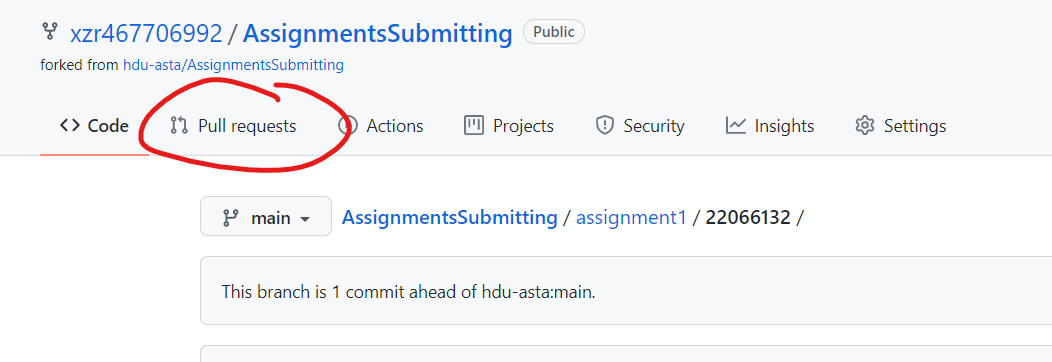 xzr467706992 / AssignmentsSubmitting Public
forked from hdu-asta/AssignmentsSubmitting
<> Code Pull requests Actions Projects Security Insights Settings
main AssignmentsSubmitting / assignment1 / 22066132 /
This branch is 1 commit ahead of hdu-asta:main.